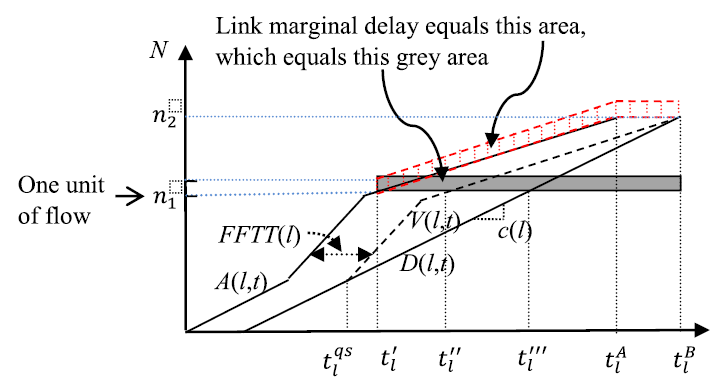 Link marginal delay equals this area,
which equals this grey area
N
n₂
One unit
of flow
n₁
FFTT(l)
V(l,t)
c(l)
A(l,t)
D(l,t)
t_l^{qs} t_l' t_l'' t_l''' t_l^A t_l^B